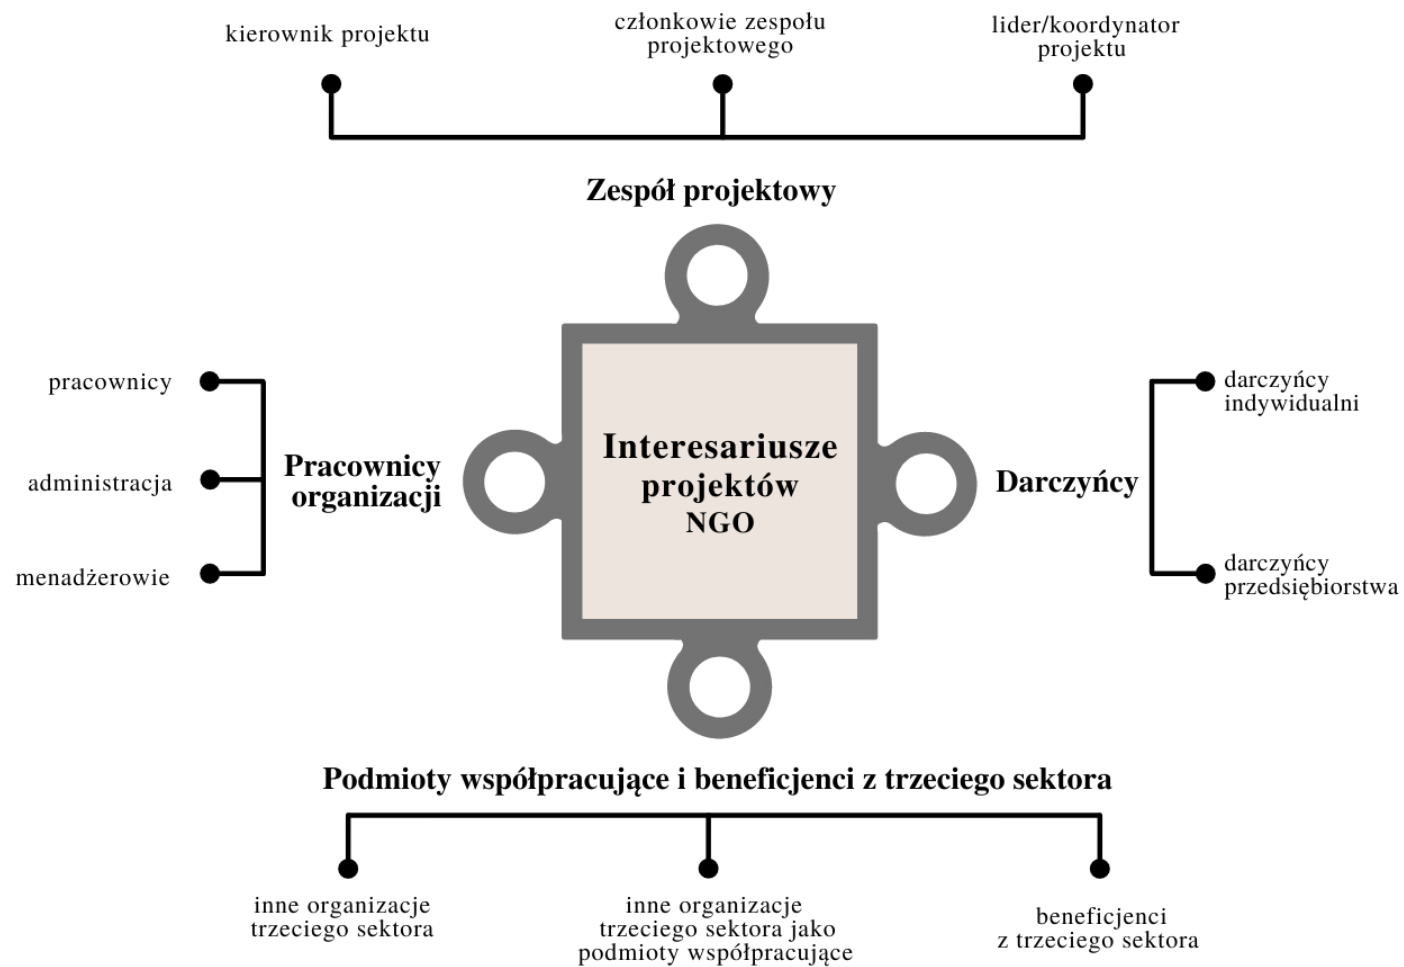 kierownik projektu
członkowie zespołu
projektowego
lider/koordynator
projektu
Zespół projektowy
pracownicy
administracja
menadżerowie
Pracownicy
organizacji
Interesariusze
projektów
NGO
Darczyńcy
darczyńcy
indywidualni
darczyńcy
przedsiębiorstwa
Podmioty współpracujące i beneficjenci z trzeciego sektora
inne organizacje
trzeciego sektora
inne organizacje
trzeciego sektora jako
podmioty współpracujące
beneficjenci
z trzeciego sektora